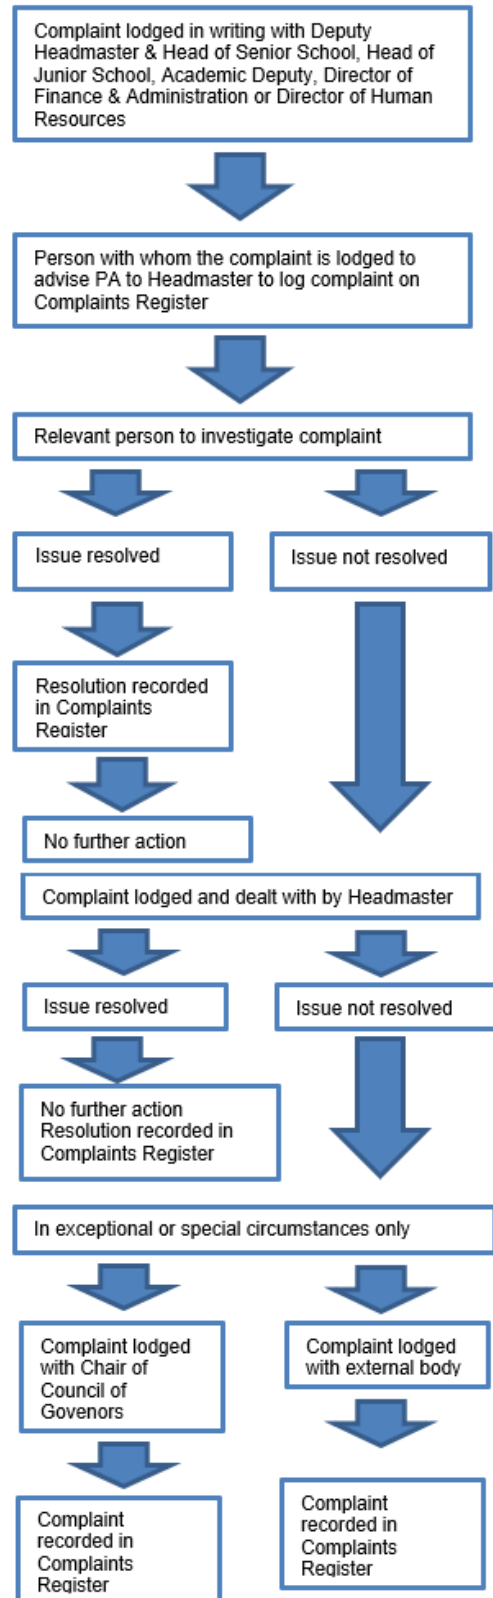 Complaint lodged in writing with Deputy
Headmaster & Head of Senior School, Head of
Junior School, Academic Deputy, Director of
Finance & Administration or Director of Human
Resources
Person with whom the complaint is lodged to
advise PA to Headmaster to log complaint on
Complaints Register
Relevant person to investigate complaint
Issue resolved
Issue not resolved
Resolution recorded
in Complaints
Register
No further action
Complaint lodged and dealt with by Headmaster
Issue resolved
Issue not resolved
No further action
Resolution recorded in
Complaints Register
In exceptional or special circumstances only
Complaint lodged
with Chair of
Council of
Govenors
Complaint lodged
with external body
Complaint
recorded in
Complaints
Register
Complaint
recorded in
Complaints
Register